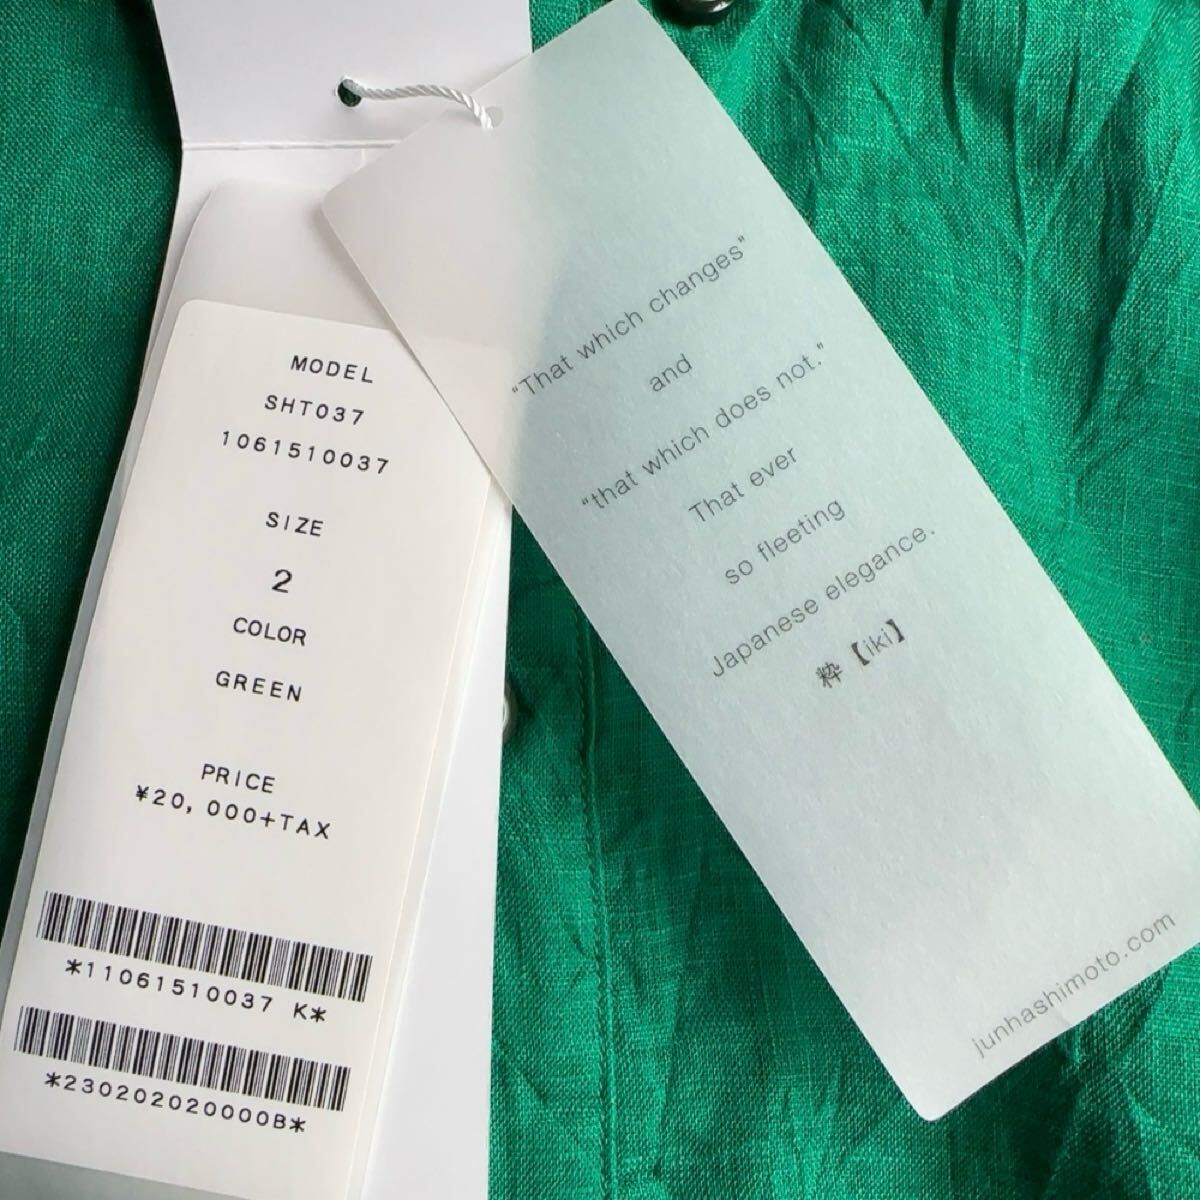 MODEL
SHT037
1061510037
SIZE
2
COLOR
GREEN
PRICE
¥20,000+TAX
*11061510037 K*
*230202020000B*
"That which changes"
and
"that which does not."
That ever
so fleeting
Japanese elegance.
粋【iki】
junhashimoto.com